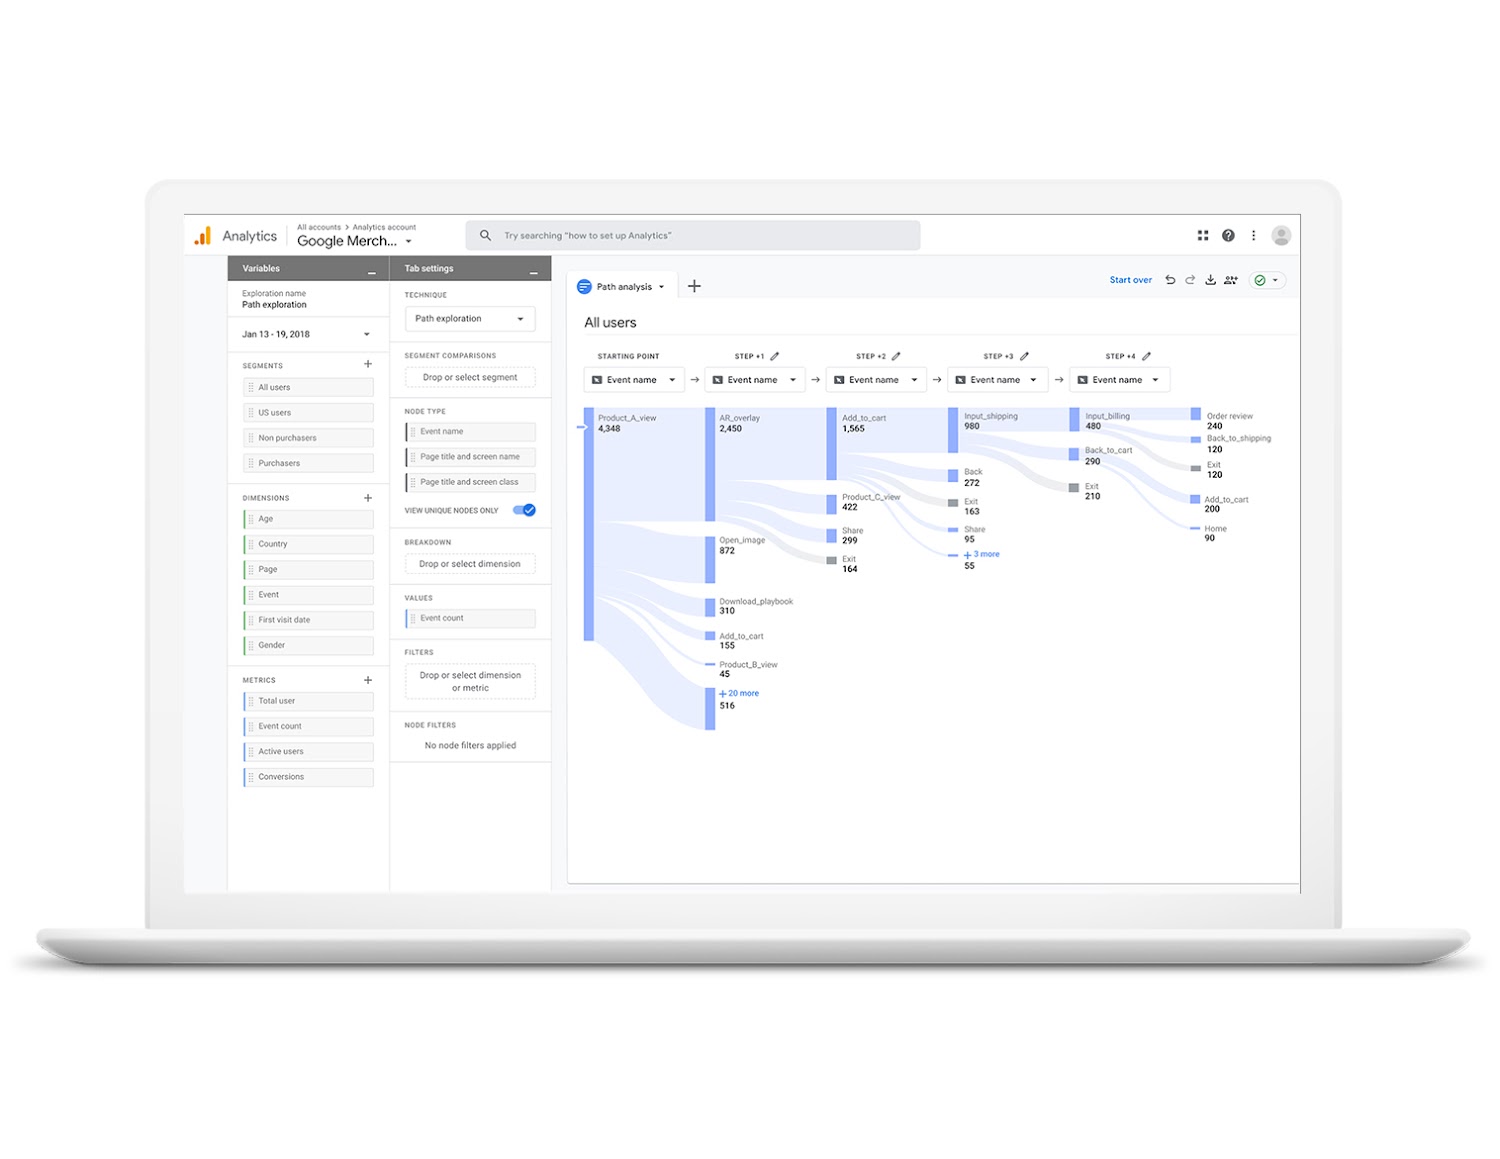 Analytics
All accounts > Analytics account
Google Merch...
Try searching "how to set up Analytics"
Variables
Exploration name
Path exploration
Jan 13 - 19, 2018
SEGMENTS
All users
US users
Non purchasers
Purchasers
DIMENSIONS
Age
Country
Page
Event
First visit date
Gender
METRICS
Total user
Event count
Active users
Conversions
Tab settings
TECHNIQUE
Path exploration
SEGMENT COMPARISONS
Drop or select segment
NODE TYPE
Event name
Page title and screen name
Page title and screen class
VIEW UNIQUE NODES ONLY
BREAKDOWN
Drop or select dimension
VALUES
Event count
FILTERS
Drop or select dimension
or metric
NODE FILTERS
No node filters applied
Path analysis
Start over
All users
STARTING POINT
STEP +1
STEP +2
STEP +3
STEP +4
Event name
Event name
Event name
Event name
Event name
Product_A_view
4,348
AR_overlay
2,450
Open_image
872
Download_playbook
310
Add_to_cart
155
Product_B_view
45
+ 20 more
516
Add_to_cart
1,565
Product_C_view
422
Share
299
Exit
164
Input_shipping
980
Back
272
Exit
163
Share
95
+ 3 more
55
Input_billing
480
Back_to_cart
290
Exit
210
Order review
240
Back_to_shipping
120
Exit
120
Add_to_cart
200
Home
90